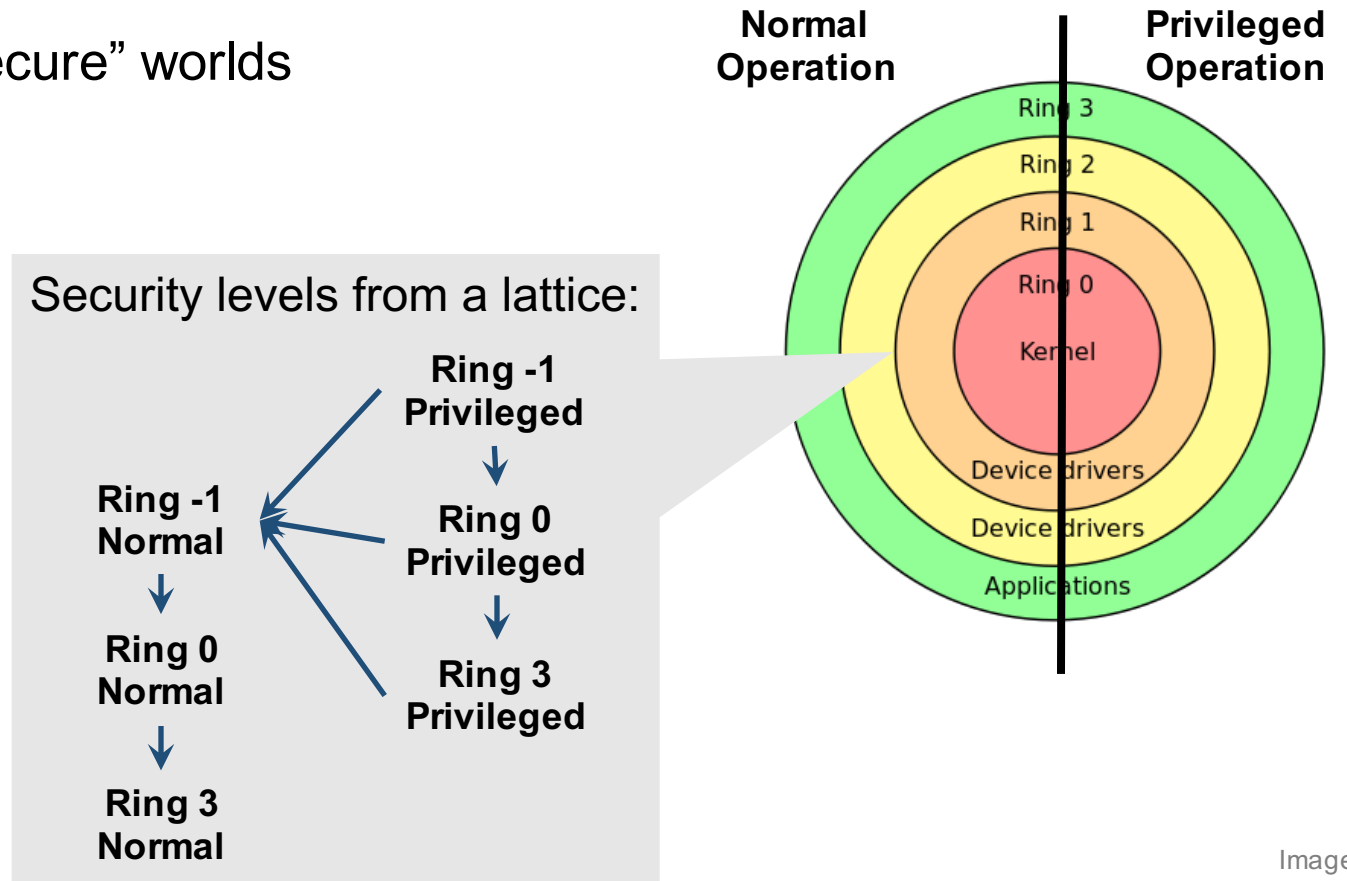 ecure” worlds
Normal
Operation
Privileged
Operation
Ring 3
Ring 2
Ring 1
Ring 0
Kernel
Device drivers
Device drivers
Applications
Security levels from a lattice:
Ring -1
Privileged
Ring -1
Normal
Ring 0
Privileged
Ring 0
Normal
Ring 3
Privileged
Ring 3
Normal
Image